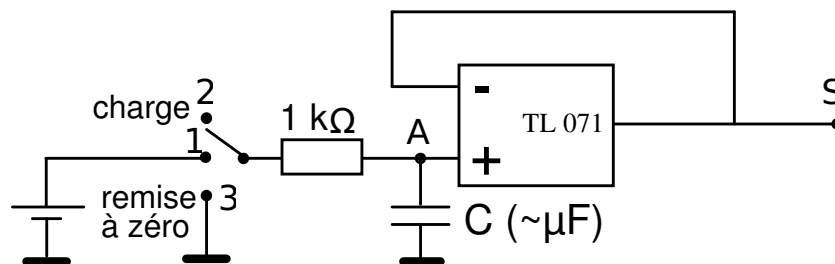 charge 2
1
remise
à zéro
3
1 kΩ
A
-
+
TL 071
C (~µF)
S